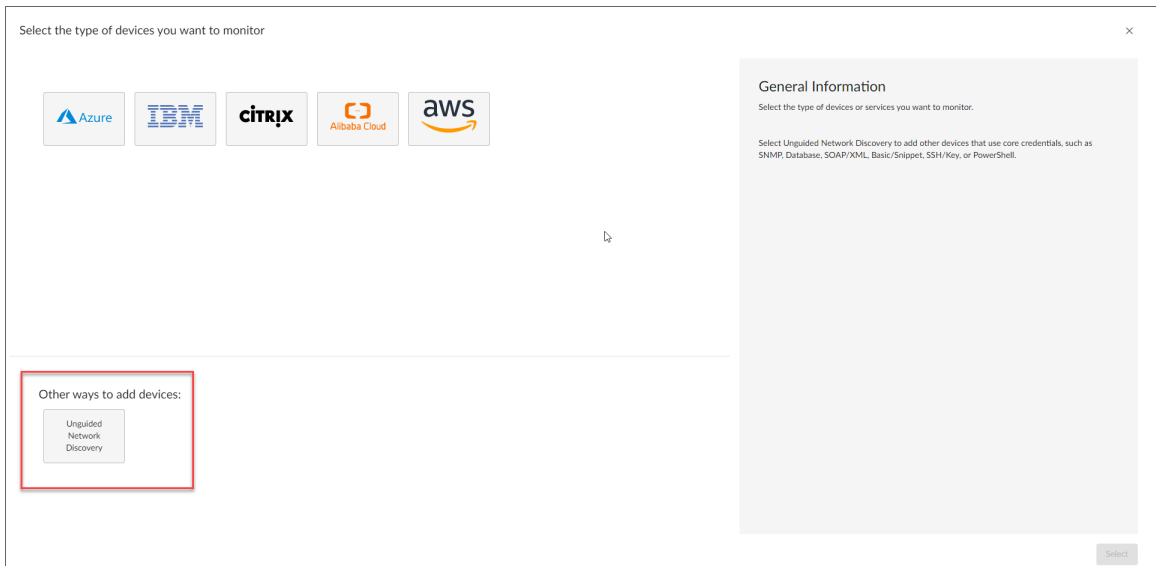 Select the type of devices you want to monitor
×
Azure
IBM
CİTRIX
Alibaba Cloud
aws
General Information
Select the type of devices or services you want to monitor.
Select Unguided Network Discovery to add other devices that use core credentials, such as
SNMP, Database, SOAP/XML, Basic/Snippet, SSH/Key, or PowerShell.
Other ways to add devices:
Unguided
Network
Discovery
Select